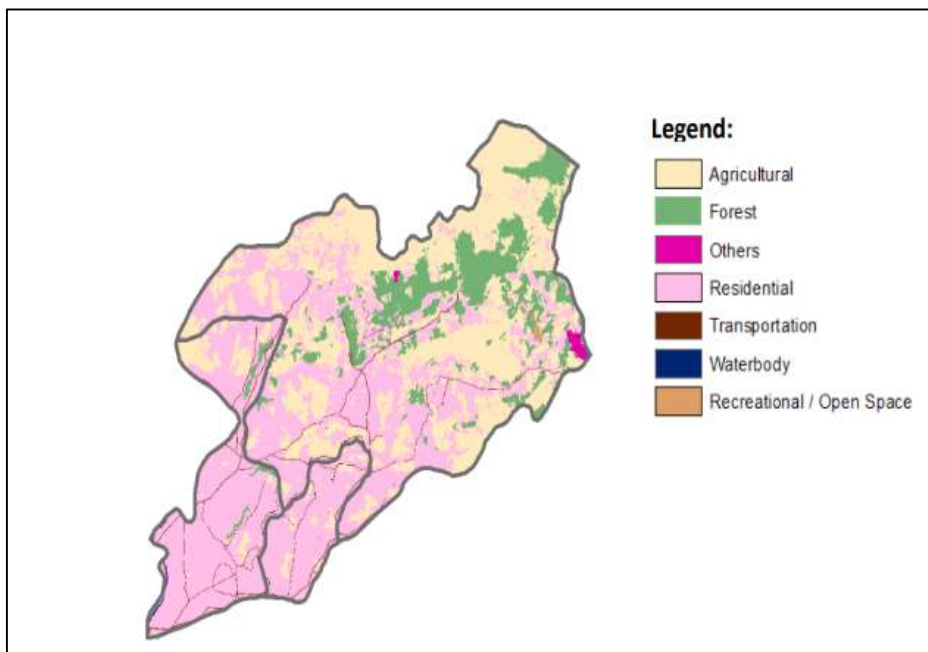 Legend:
Agricultural
Forest
Others
Residential
Transportation
Waterbody
Recreational / Open Space